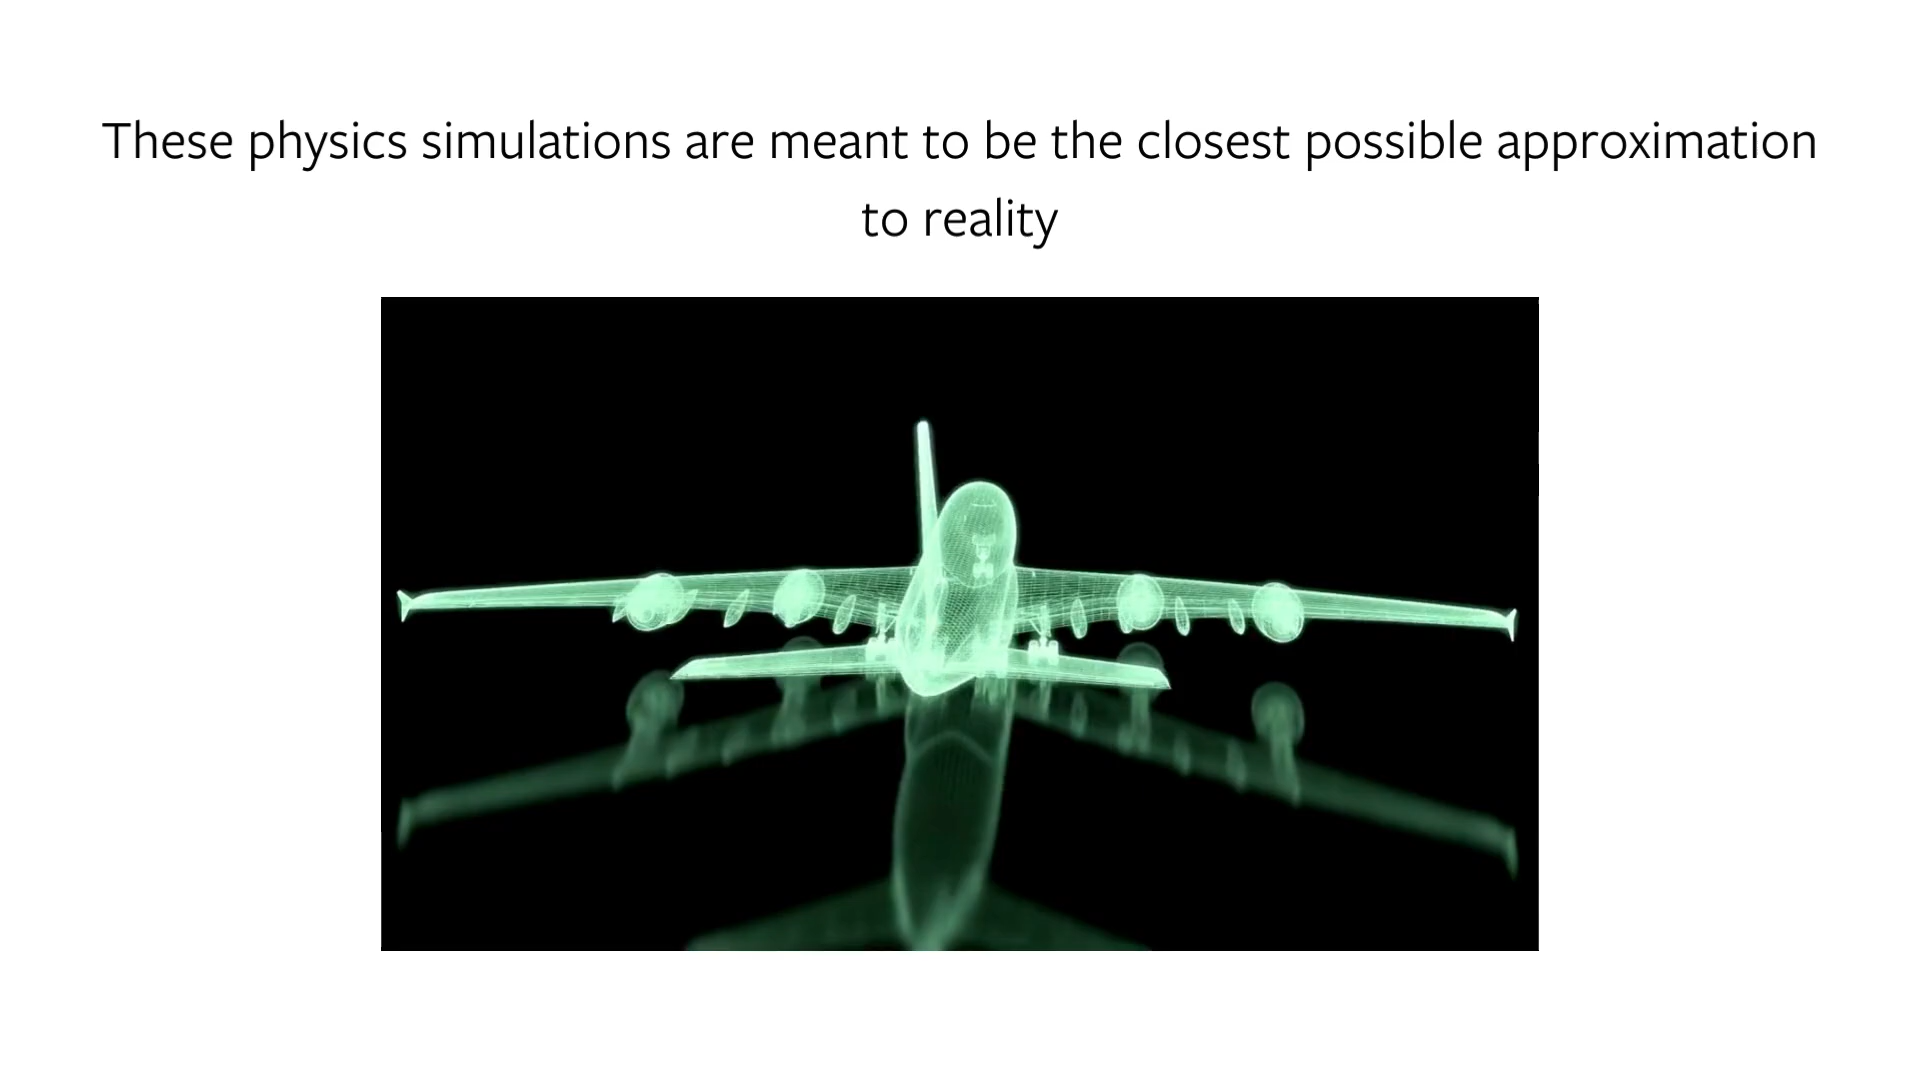 These physics simulations are meant to be the closest possible approximation
to reality